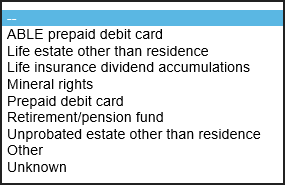 --
ABLE prepaid debit card
Life estate other than residence
Life insurance dividend accumulations
Mineral rights
Prepaid debit card
Retirement/pension fund
Unprobated estate other than residence
Other
Unknown